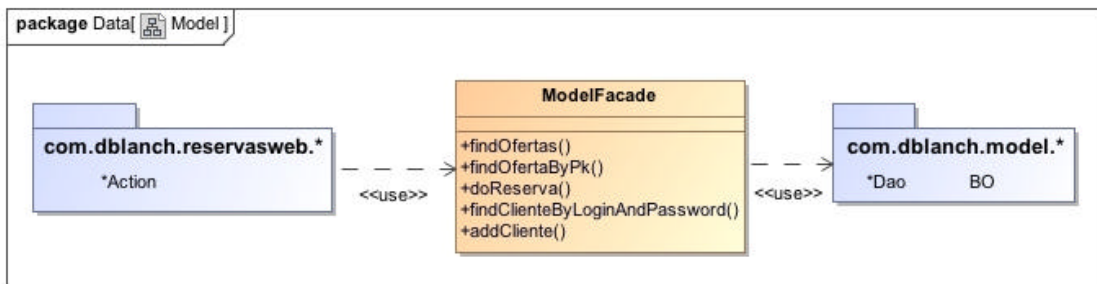 package Data[ Model ]
com.dblanch.reservasweb.*
*Action
<<use>>
ModelFacade
+findOfertas()
+findOfertaByPk()
+doReserva()
+findClienteByLoginAndPassword()
+addCliente()
<<use>>
com.dblanch.model.*
*Dao BO